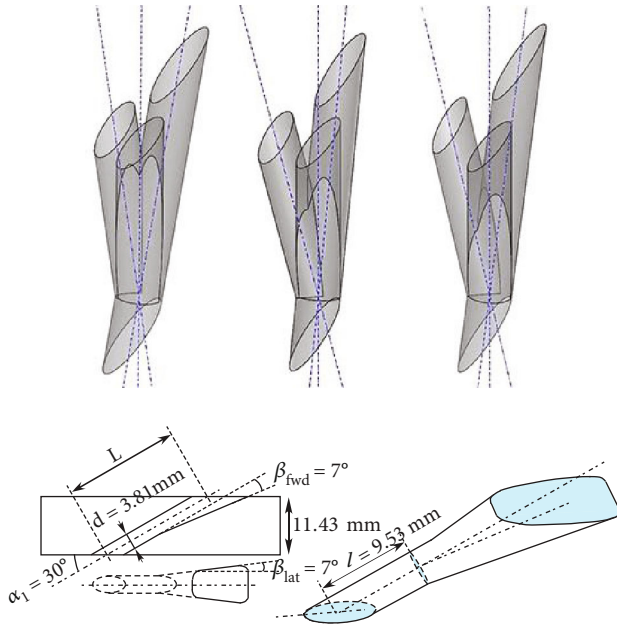 L
d = 3.81mm
β_fwd = 7°
11.43 mm
α_1 = 30°
β_lat = 7°
l = 9.53 mm